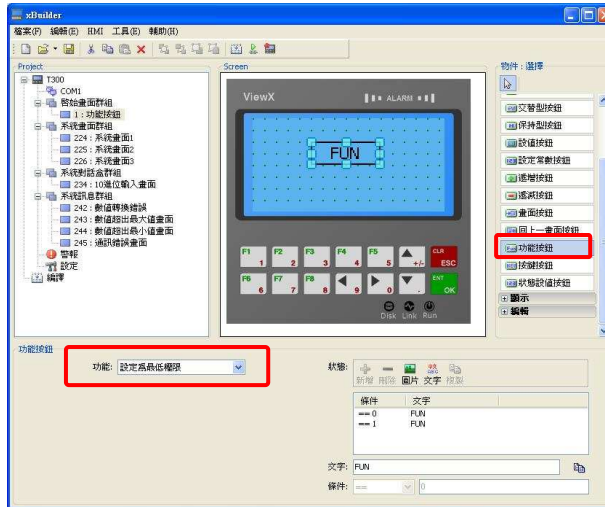 xBuilder
檔案(F) 編輯(E) HMI 工具(E) 輔助(H)
Project
T300
COM1
啓始畫面群組
1 : 功能按鈕
系統畫面群組
224 : 系統畫面1
225 : 系統畫面2
226 : 系統畫面3
系統對話盒群組
234 : 10進位輸入畫面
系統訊息群組
242 : 數值轉換錯誤
243 : 數值超出最大值畫面
244 : 數值超出最小值畫面
245 : 通訊錯誤畫面
警報
設定
編譯
Screen
ViewX
ALARM
FUN
F1 1 F2 2 F3 3 F4 4 F5 5 +/- CLR ESC
F6 6 F7 7 F8 8 9 0 . ENT OK
Disk Link Run
物件 : 選擇
交替型按鈕
保持型按鈕
設值按鈕
設定常數按鈕
遞增按鈕
遞減按鈕
畫面按鈕
回上一畫面按鈕
功能按鈕
按鍵按鈕
狀態設值按鈕
顯示
編輯
功能按鈕
功能: 設定爲最低權限
狀態:
新增 刪除 圖片 文字 複製
條件 文字
== 0 FUN
== 1 FUN
文字: FUN
條件: == 0